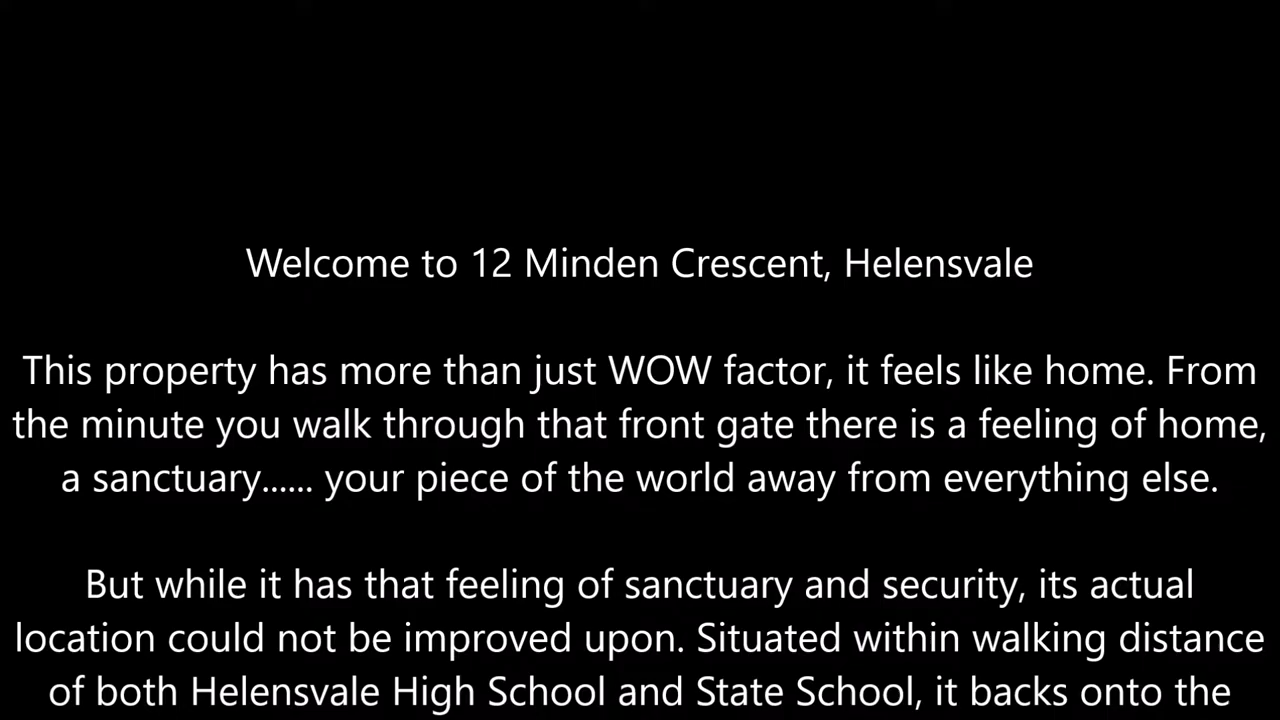 Welcome to 12 Minden Crescent, Helensvale
This property has more than just WOW factor, it feels like home. From
the minute you walk through that front gate there is a feeling of home,
a sanctuary...... your piece of the world away from everything else.
But while it has that feeling of sanctuary and security, its actual
location could not be improved upon. Situated within walking distance
of both Helensvale High School and State School, it backs onto the